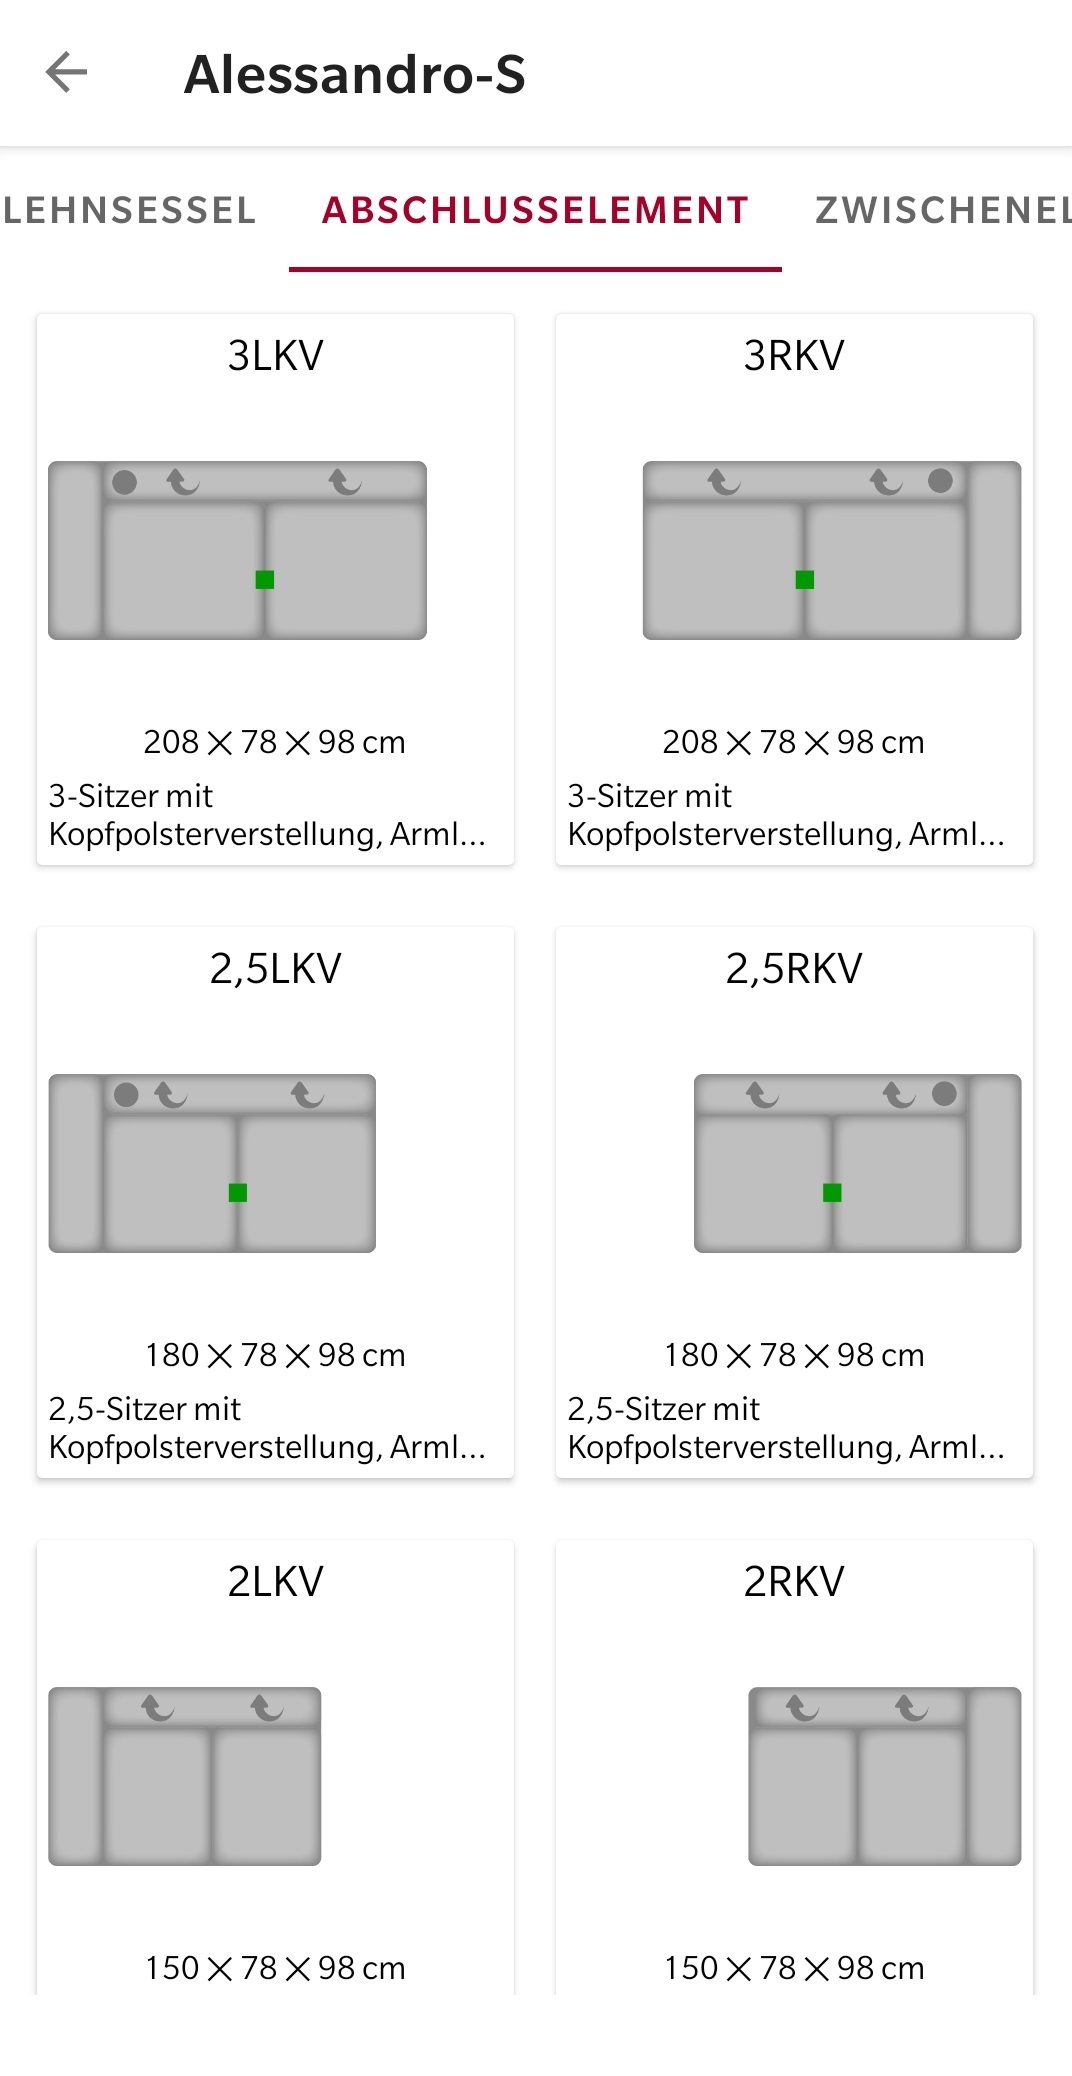 Alessandro-S
LEHNSESSEL ABSCHLUSSELEMENT ZWISCHENEL
3LKV
208 × 78 × 98 cm
3-Sitzer mit
Kopfpolsterverstellung, Arml...
3RKV
208 × 78 × 98 cm
3-Sitzer mit
Kopfpolsterverstellung, Arml...
2,5LKV
180 × 78 × 98 cm
2,5-Sitzer mit
Kopfpolsterverstellung, Arml...
2,5RKV
180 × 78 × 98 cm
2,5-Sitzer mit
Kopfpolsterverstellung, Arml...
2LKV
150 × 78 × 98 cm
2RKV
150 × 78 × 98 cm